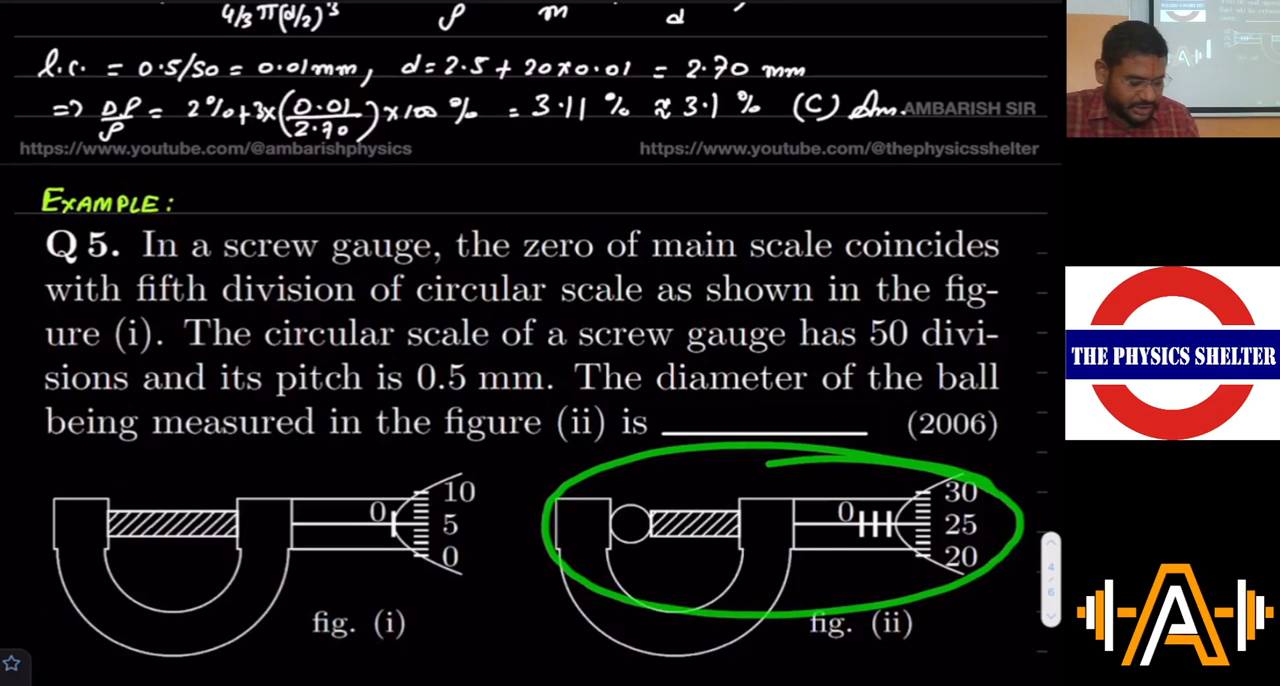 4/3 π(d/2)³ ρ m d
l.c. = 0.5/50 = 0.01mm, d = 2.5 + 20×0.01 = 2.70 mm
=> Δρ/ρ = 2% + 3×(0.01/2.70)×100 % = 3.11 % ≈ 3.1 % (C) Ans. AMBARISH SIR
https://www.youtube.com/@ambarishphysics https://www.youtube.com/@thephysicsshelter
EXAMPLE:
Q 5. In a screw gauge, the zero of main scale coincides
with fifth division of circular scale as shown in the fig-
ure (i). The circular scale of a screw gauge has 50 divi-
sions and its pitch is 0.5 mm. The diameter of the ball
being measured in the figure (ii) is __________ (2006)
0 10 5 0
0 30 25 20
fig. (i) fig. (ii)
THE PHYSICS SHELTER
4
/
6
A